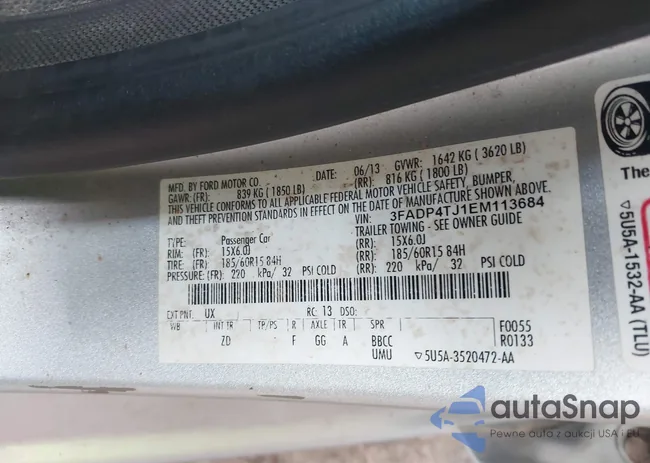 MFD. BY FORD MOTOR CO. DATE: 06/13 GVWR: 1642 KG ( 3620 LB)
GAWR: (FR): 839 KG ( 1850 LB) (RR): 816 KG ( 1800 LB)
THIS VEHICLE CONFORMS TO ALL APPLICABLE FEDERAL MOTOR VEHICLE SAFETY, BUMPER,
AND THEFT PREVENTION STANDARDS IN EFFECT ON THE DATE OF MANUFACTURE SHOWN ABOVE.
VIN: 3FADP4TJ1EM113684
TYPE: Passenger Car TRAILER TOWING - SEE OWNER GUIDE
RIM: (FR): 15X6.0J (RR): 15X6.0J
TIRE: (FR): 185/60R15 84H (RR): 185/60R15 84H
PRESSURE: (FR): 220 kPa/ 32 PSI COLD (RR): 220 kPa/ 32 PSI COLD
EXT PNT: UX RC: 13 DSO:
WB INT TR TP/PS R AXLE TR SPR F0055
ZD F GG A BBCC R0133
UMU ▽5U5A-3520472-AA
The
▽5U5A-1532-AA (TLU)
autaSnap
Pewne auta z aukcji USA i EU